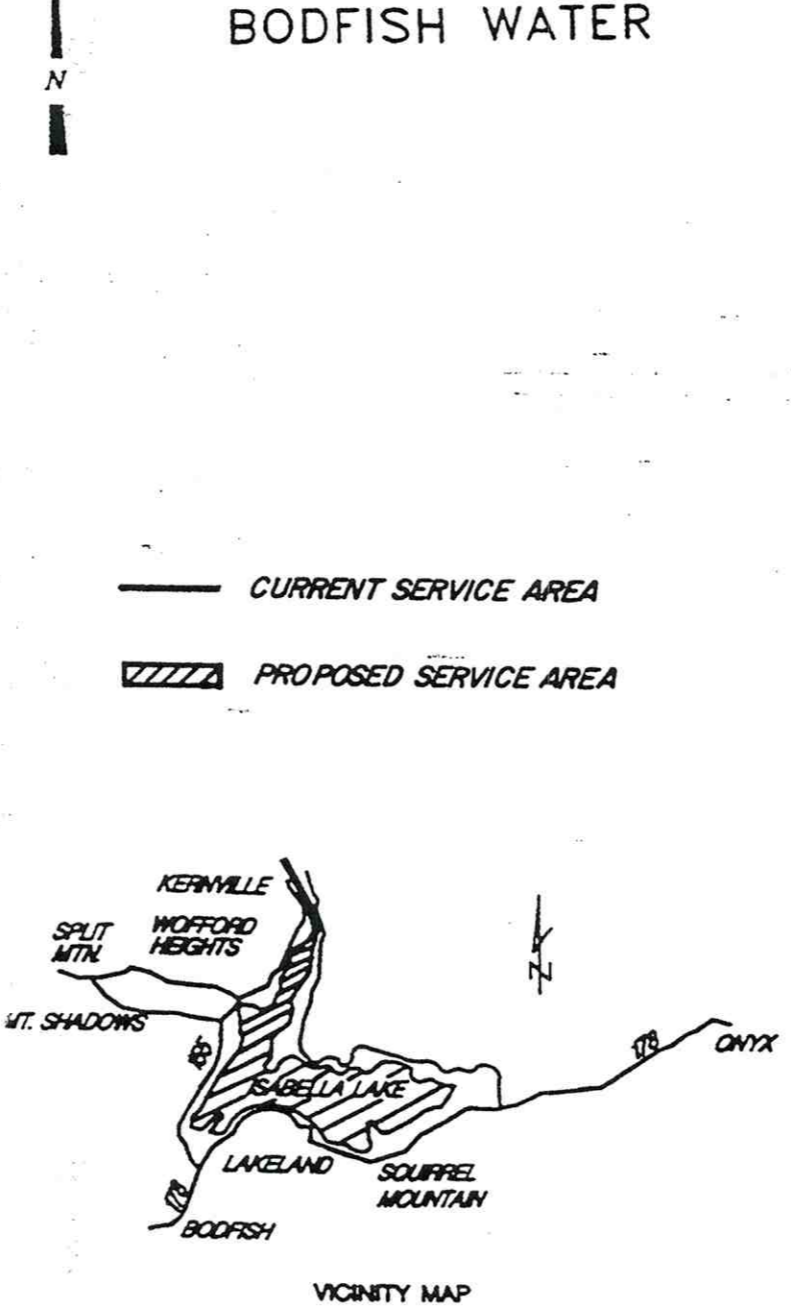 BODFISH WATER
N
CURRENT SERVICE AREA
PROPOSED SERVICE AREA
KERNVILLE
SPLIT
MTN.
WOFFORD
HEIGHTS
MT. SHADOWS
N
178
ONYX
ISABELLA LAKE
LAKELAND
SQUIRREL
MOUNTAIN
178
BODFISH
VICINITY MAP